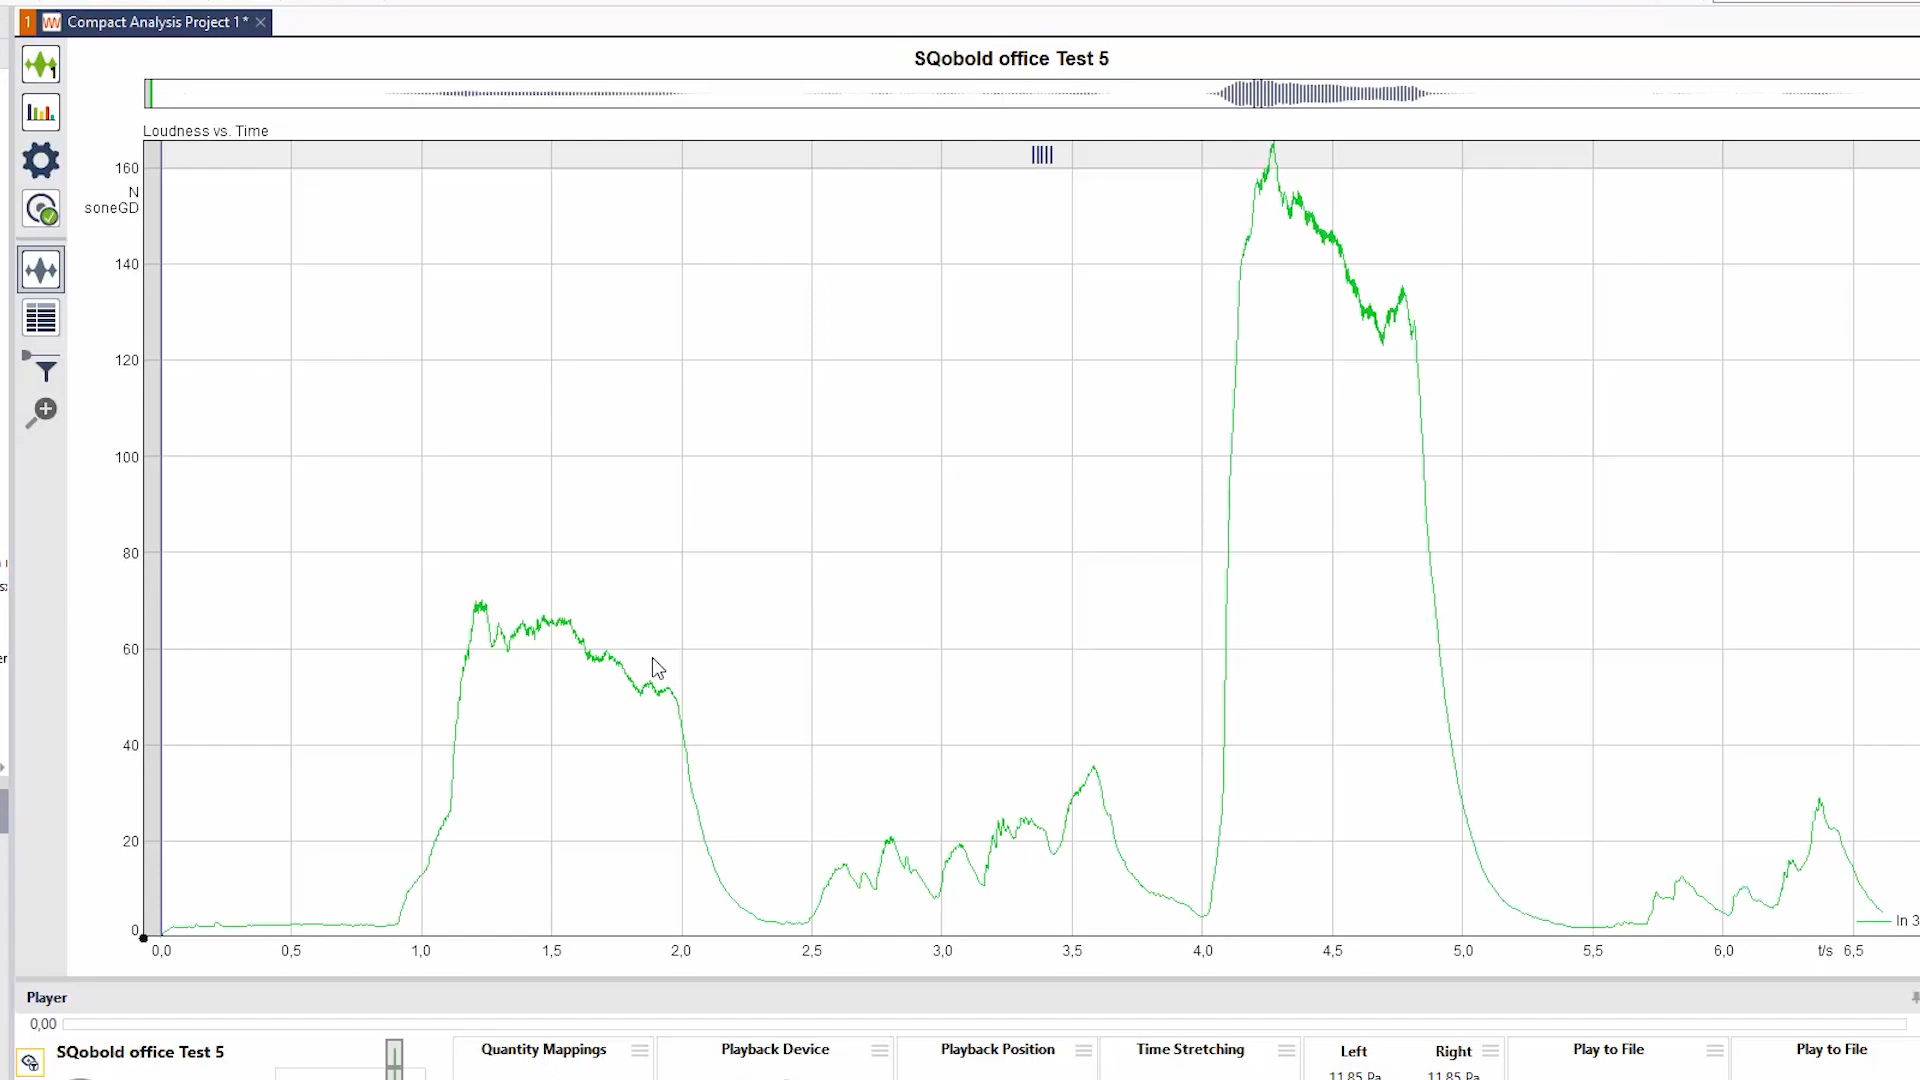 1 Compact Analysis Project 1*
1
SQobold office Test 5
Loudness vs. Time
160
N
soneGD
140
120
100
80
60
40
20
0
0,0 0,5 1,0 1,5 2,0 2,5 3,0 3,5 4,0 4,5 5,0 5,5 6,0 t/s 6,5
In 3
Player
0,00
SQobold office Test 5
Quantity Mappings
Playback Device
Playback Position
Time Stretching
Left Right
11,85 Pa 11,85 Pa
Play to File
Play to File